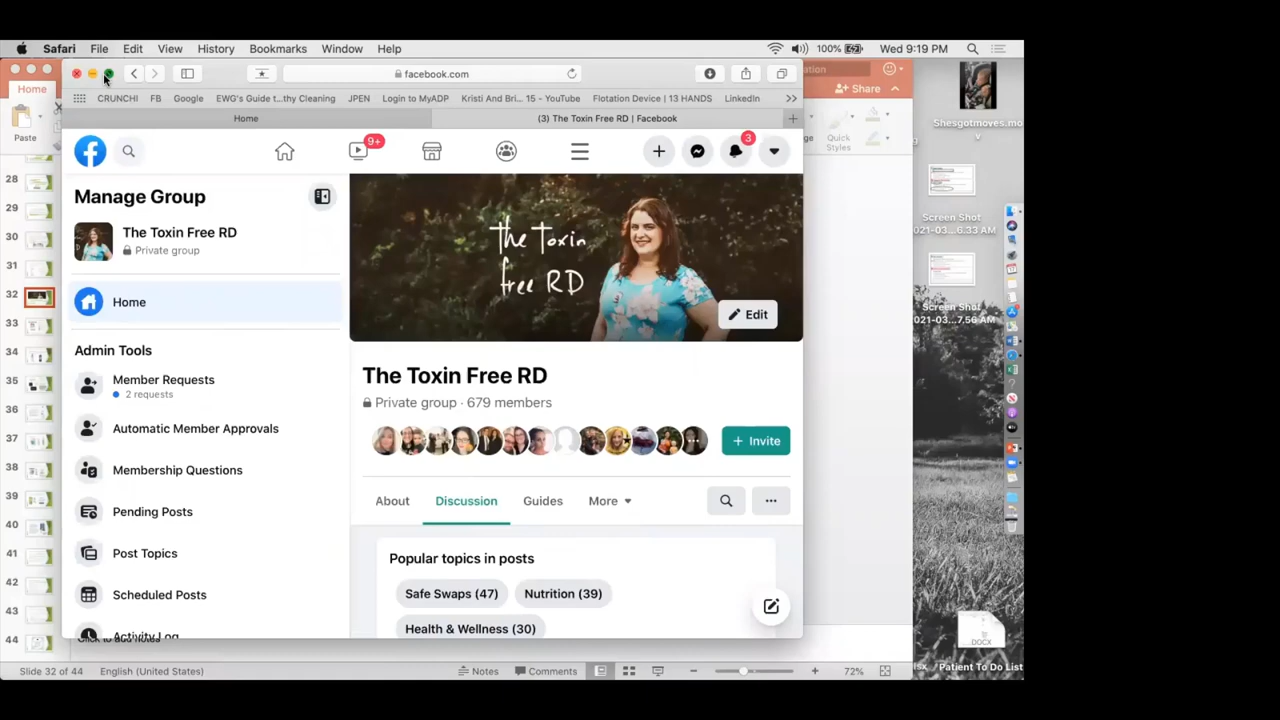 Safari File Edit View History Bookmarks Window Help 100% Wed 9:19 PM
facebook.com
Home
Share
CRUNCHI FB Google EWG's Guide t...thy Cleaning JPEN Login to MyADP Kristi And Bri... 15 - YouTube Flotation Device | 13 HANDS LinkedIn
Home (3) The Toxin Free RD | Facebook
Paste
Quick
Styles
9+
3
Manage Group
The Toxin Free RD
Private group
Home
Admin Tools
Member Requests
2 requests
Automatic Member Approvals
Membership Questions
Pending Posts
Post Topics
Scheduled Posts
Activity Log
Click to add notes
the toxin
free RD
Edit
The Toxin Free RD
Private group · 679 members
+ Invite
About Discussion Guides More
Popular topics in posts
Safe Swaps (47) Nutrition (39)
Health & Wellness (30)
28
29
30
31
32
33
34
35
36
37
38
39
40
41
42
43
44
Shesgotmoves.mo
v
Screen Shot
021-03...6.33 AM
Screen Shot
021-03...7.56 AM
DOCX
Patient To Do List
Slide 32 of 44 English (United States) Notes Comments 72%